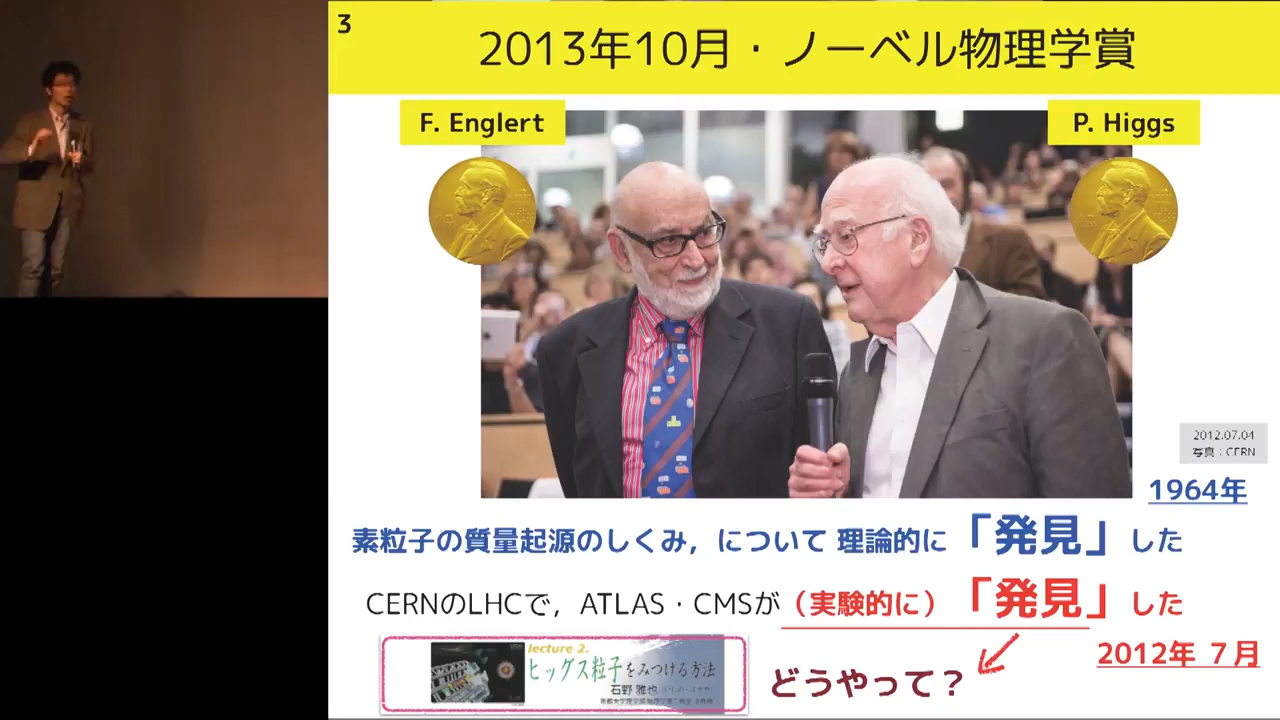 3
2013年10月・ノーベル物理学賞
F. Englert
P. Higgs
2012.07.04
写真：CERN
1964年
素粒子の質量起源のしくみ，について 理論的に「発見」した
CERNのLHCで，ATLAS・CMSが（実験的に）「発見」した
2012年 7月
lecture 2.
ヒッグス粒子をみつける方法
石野 雅也
どうやって？